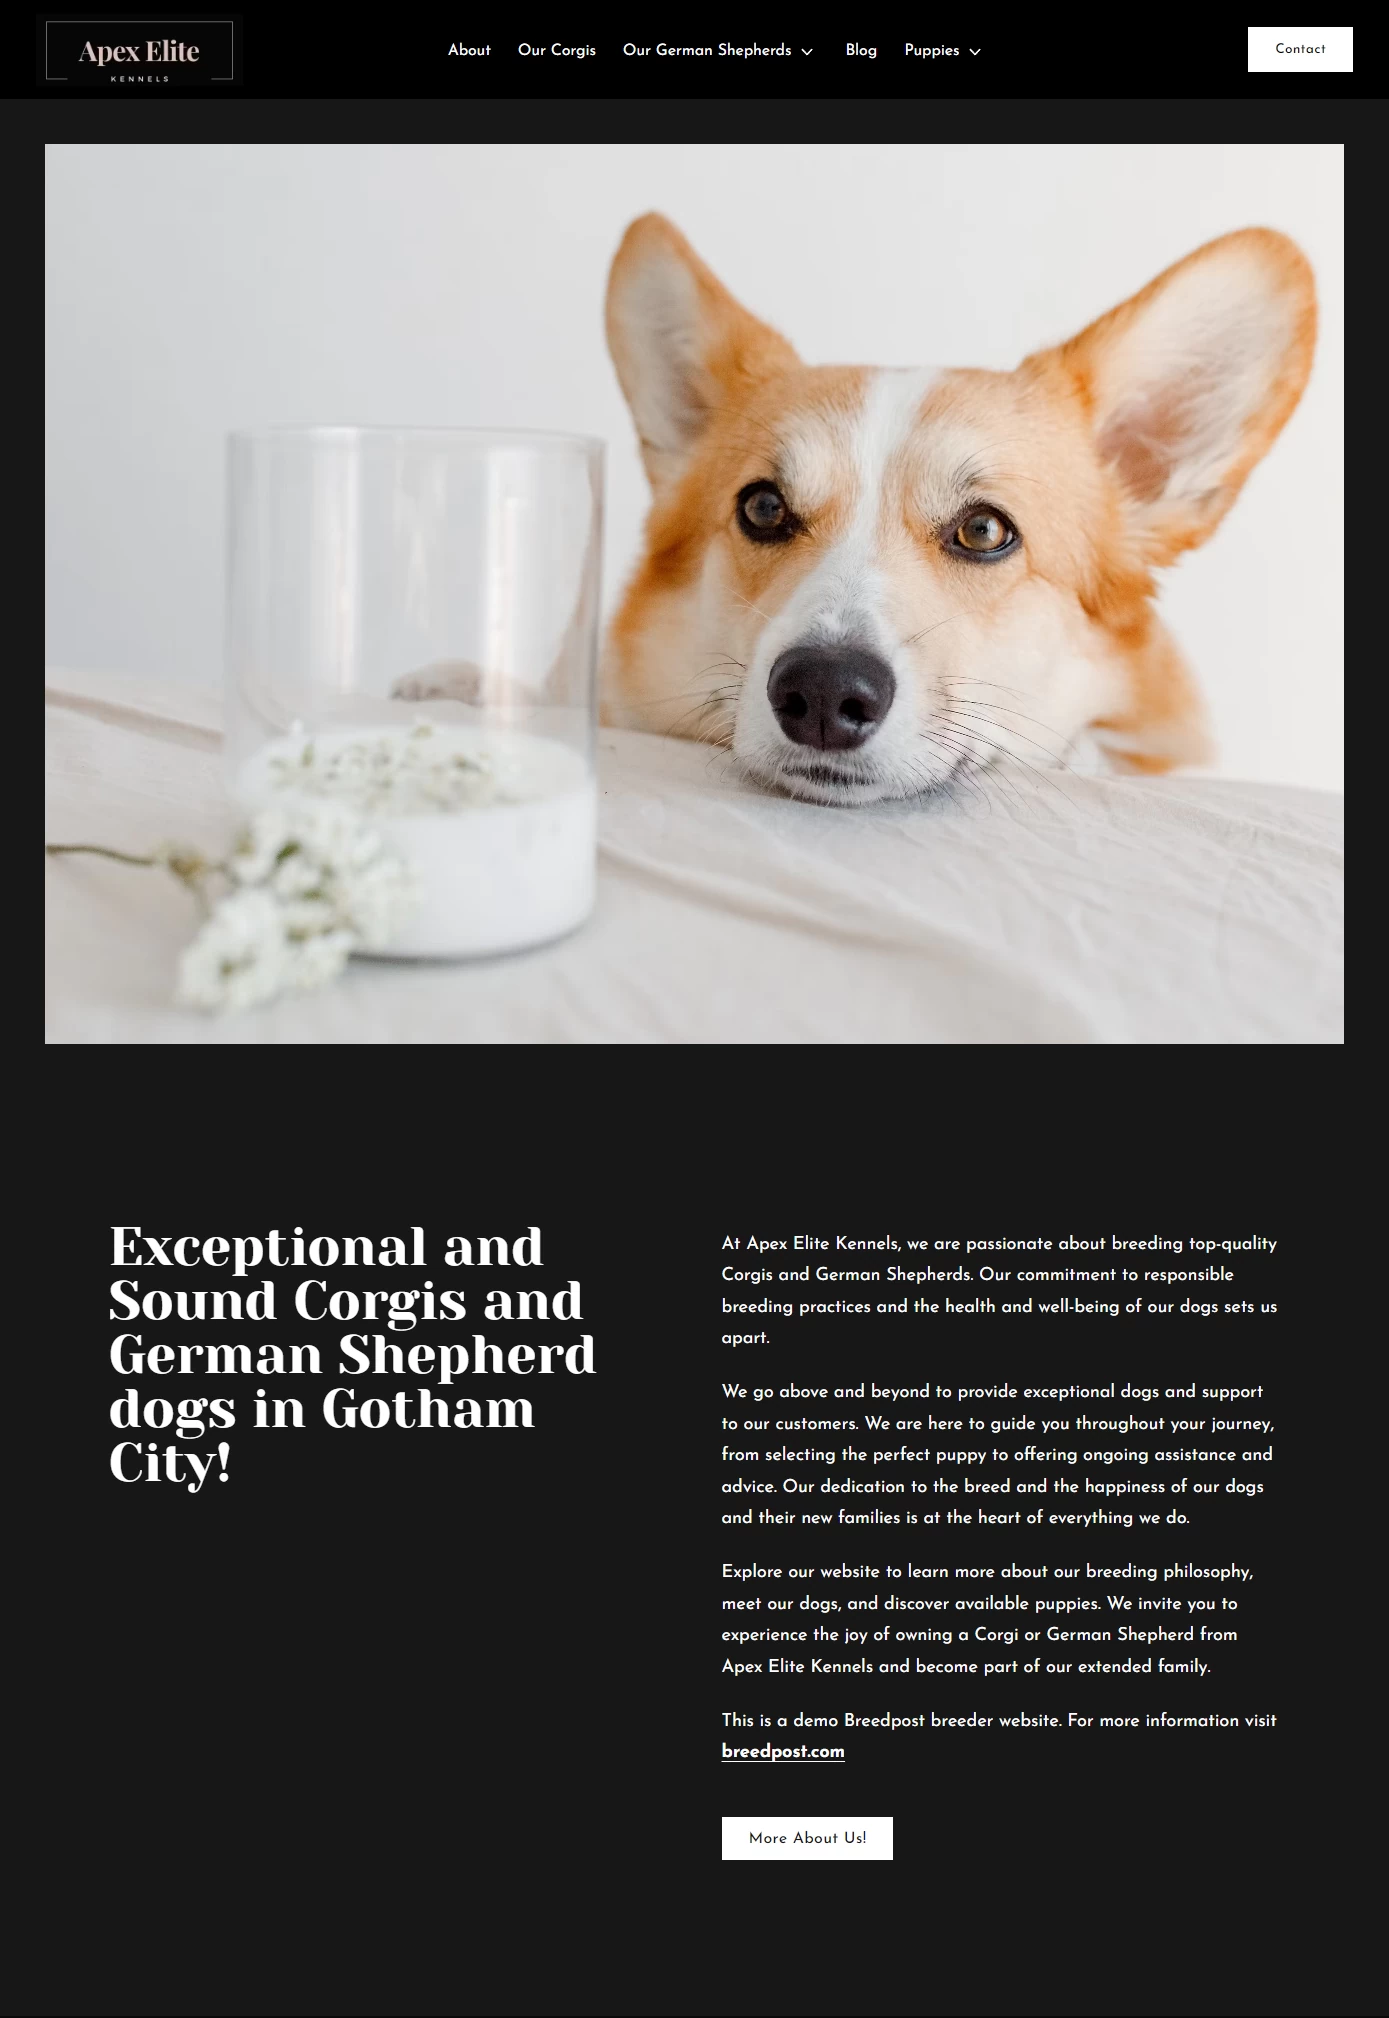 Apex Elite
KENNELS
About
Our Corgis
Our German Shepherds
Blog
Puppies
Contact
Exceptional and
Sound Corgis and
German Shepherd
dogs in Gotham
City!
At Apex Elite Kennels, we are passionate about breeding top-quality
Corgis and German Shepherds. Our commitment to responsible
breeding practices and the health and well-being of our dogs sets us
apart.
We go above and beyond to provide exceptional dogs and support
to our customers. We are here to guide you throughout your journey,
from selecting the perfect puppy to offering ongoing assistance and
advice. Our dedication to the breed and the happiness of our dogs
and their new families is at the heart of everything we do.
Explore our website to learn more about our breeding philosophy,
meet our dogs, and discover available puppies. We invite you to
experience the joy of owning a Corgi or German Shepherd from
Apex Elite Kennels and become part of our extended family.
This is a demo Breedpost breeder website. For more information visit
breedpost.com
More About Us!